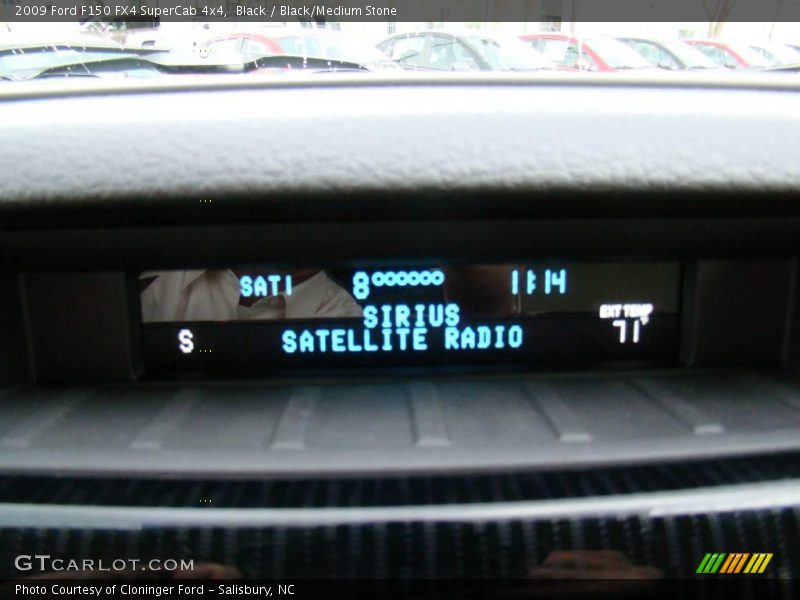 2009 Ford F150 FX4 SuperCab 4x4, Black / Black/Medium Stone
SAT1 8°°°°°° 11:14
SIRIUS
EXT TEMP
S SATELLITE RADIO 71°
GTCARLOT.COM
Photo Courtesy of Cloninger Ford - Salisbury, NC